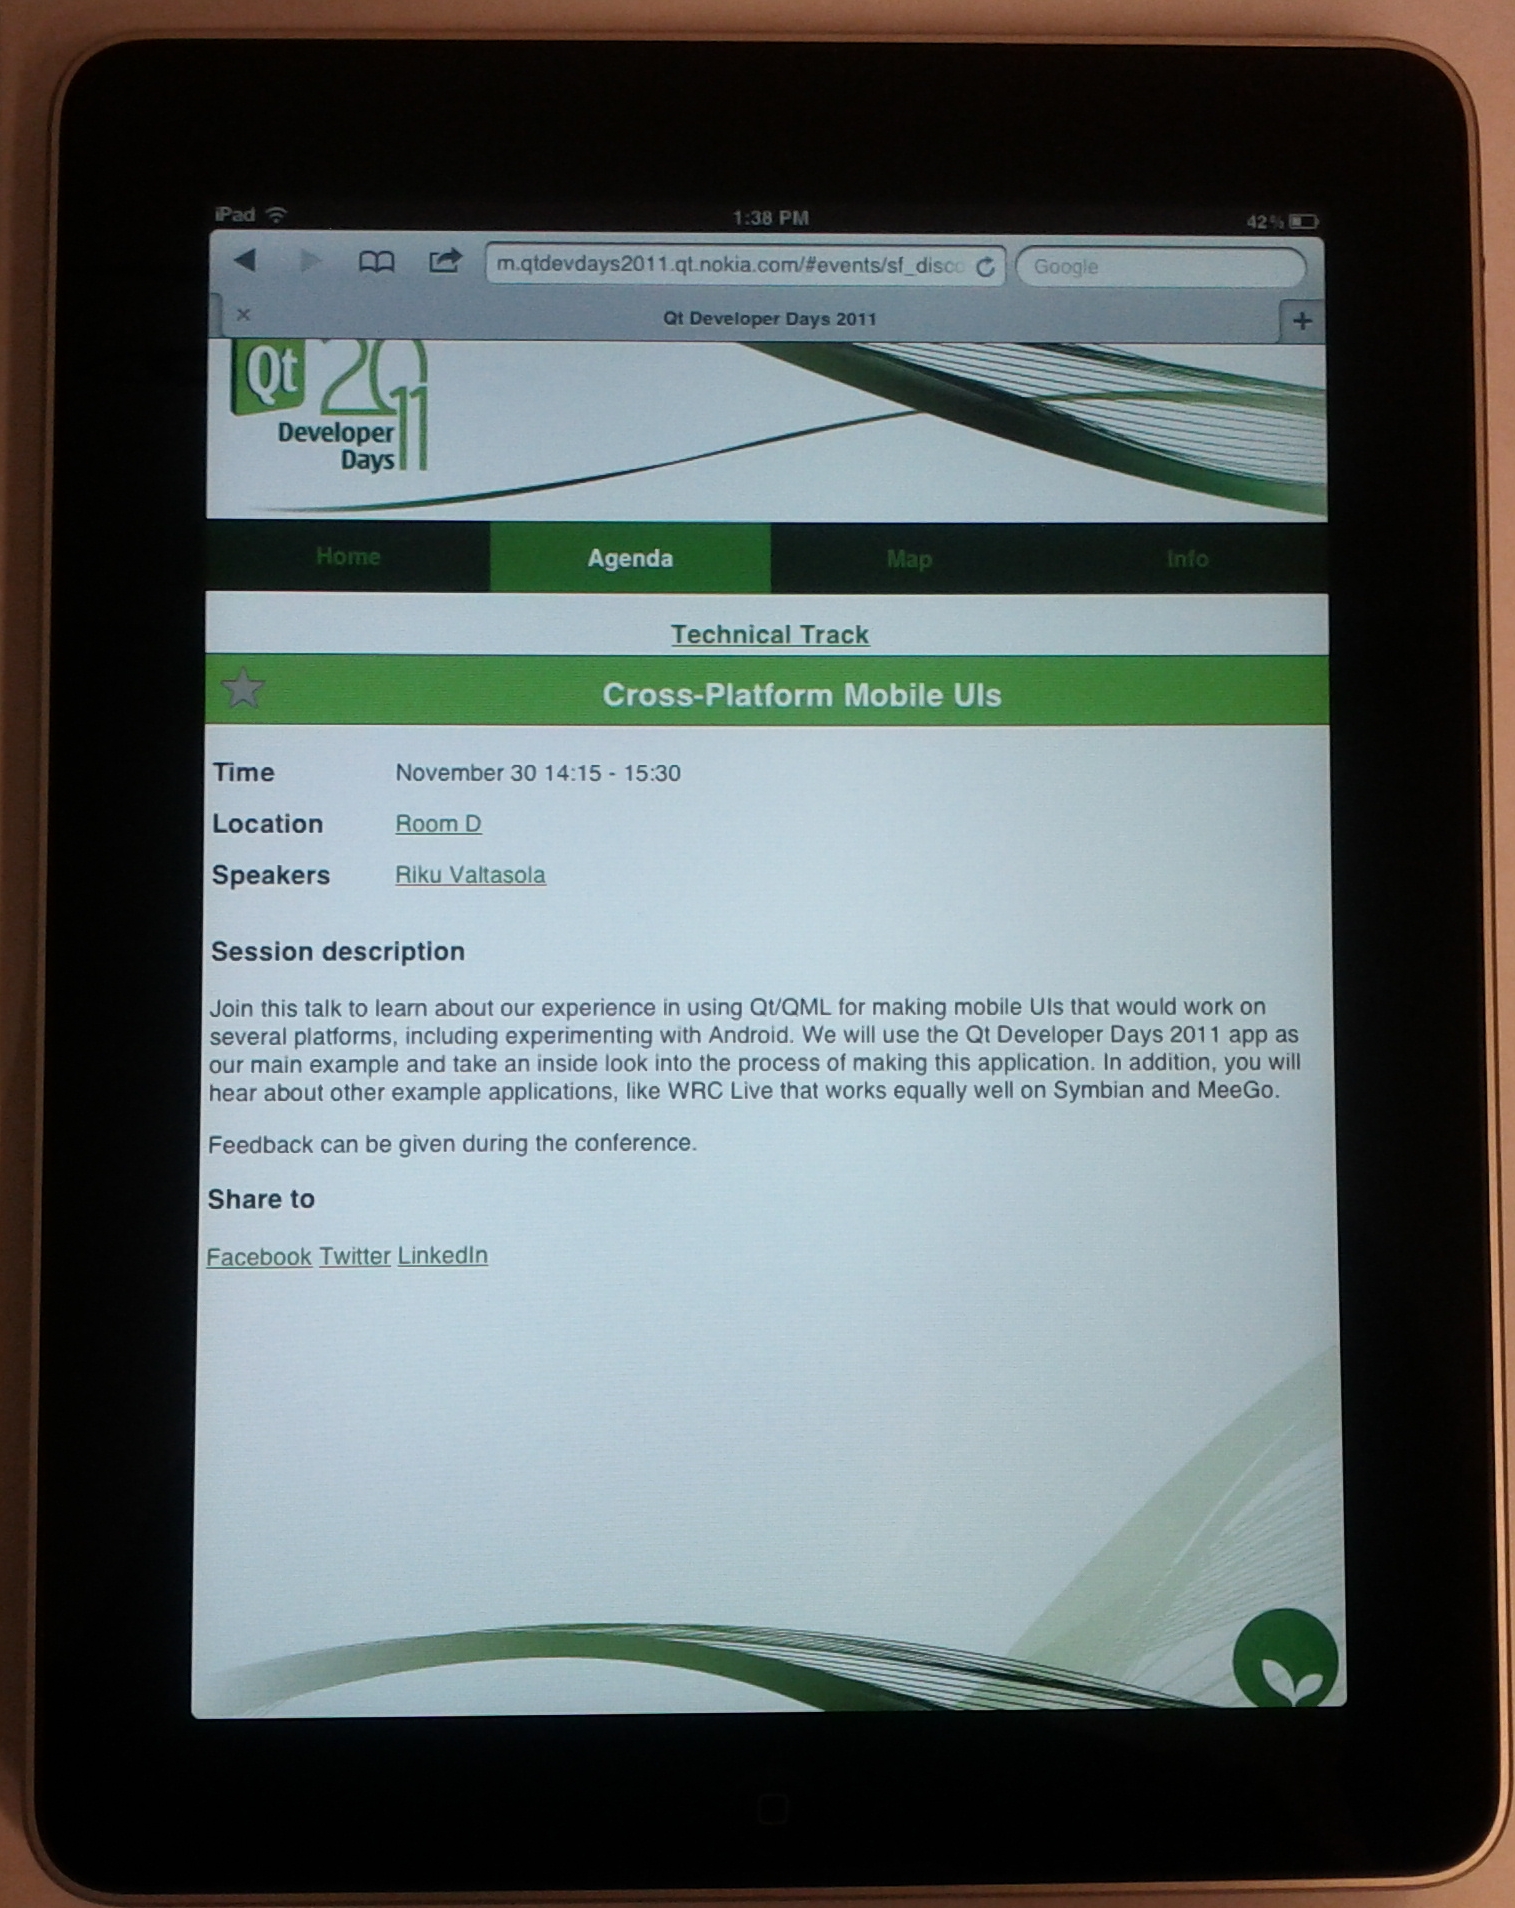 iPad
1:38 PM
42%
m.qtdevdays2011.qt.nokia.com/#events/sf_disco
Google
Qt Developer Days 2011
Qt 2011
Developer
Days
Home Agenda Map Info
Technical Track
Cross-Platform Mobile UIs
Time November 30 14:15 - 15:30
Location Room D
Speakers Riku Valtasola
Session description
Join this talk to learn about our experience in using Qt/QML for making mobile UIs that would work on
several platforms, including experimenting with Android. We will use the Qt Developer Days 2011 app as
our main example and take an inside look into the process of making this application. In addition, you will
hear about other example applications, like WRC Live that works equally well on Symbian and MeeGo.
Feedback can be given during the conference.
Share to
Facebook Twitter LinkedIn